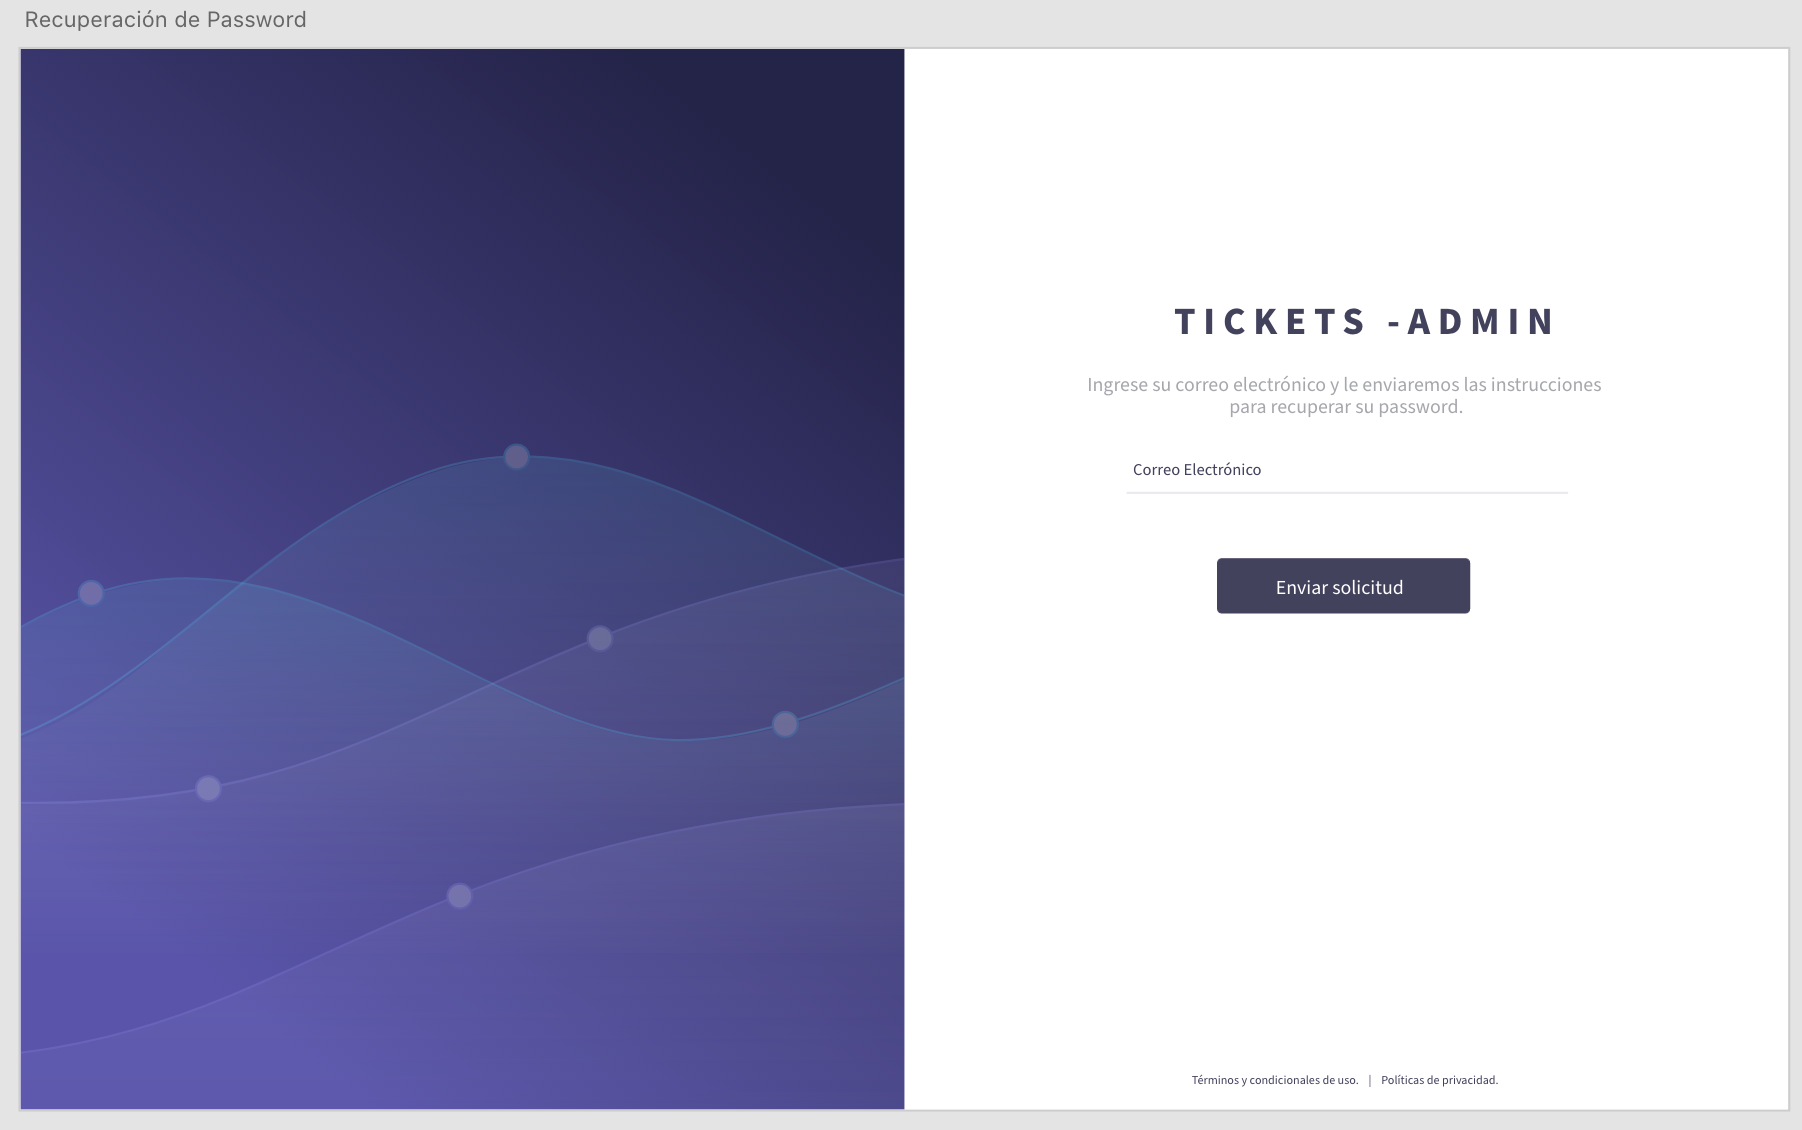 Recuperación de Password
TICKETS -ADMIN
Ingrese su correo electrónico y le enviaremos las instrucciones
para recuperar su password.
Correo Electrónico
Enviar solicitud
Términos y condicionales de uso. | Políticas de privacidad.